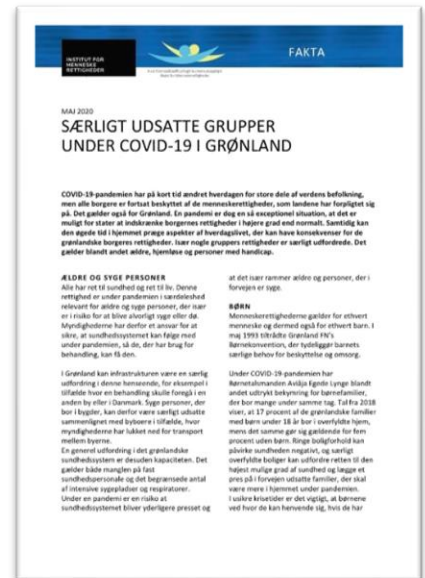 INSTITUT FOR
MENNESKE
RETTIGHEDER
FAKTA
MAJ 2020
SÆRLIGT UDSATTE GRUPPER
UNDER COVID-19 I GRØNLAND
COVID-19-pandemien har på kort tid ændret hverdagen for store dele af verdens befolkning,
men alle borgere er fortsat beskyttet af de menneskerettigheder, som landene har forpligtet sig
på. Det gælder også for Grønland. En pandemi er dog en så exceptionel situation, at det er
muligt for stater at indskrænke borgernes rettigheder i højere grad end normalt. Samtidig kan
den øgede tid i hjemmet præge aspekter af hverdagslivet, der kan have konsekvenser for de
grønlandske borgeres rettigheder. Især nogle gruppers rettigheder er særligt udfordrede. Det
gælder blandt andet ældre, hjemløse og personer med handicap.
ÆLDRE OG SYGE PERSONER
Alle har ret til sundhed og ret til liv. Denne
rettighed er under pandemien i særdeleshed
relevant for ældre og syge personer, der især
er i risiko for at blive alvorligt syge eller dø.
Myndighederne har derfor et ansvar for at
sikre, at sundhedssystemet kan følge med
under pandemien, så de, der har brug for
behandling, kan få den.
I Grønland kan infrastrukturen være en særlig
udfordring i denne henseende, for eksempel i
tilfælde hvor en behandling skulle foregå i en
anden by eller i Danmark. Syge personer, der
bor i bygder, kan derfor være særligt udsatte
sammenlignet med byboere i tilfælde, hvor
myndighederne har lukket ned for transport
mellem byerne.
En generel udfordring i det grønlandske
sundhedssystem er desuden kapaciteten. Det
gælder både manglen på fast
sundhedspersonale og det begrænsede antal
af intensive sygepladser og respiratorer.
Under en pandemi er en risiko at
sundhedssystemet bliver yderligere presset og
at det især rammer ældre og personer, der i
forvejen er syge.
BØRN
Menneskerettighederne gælder for ethvert
menneske og dermed også for ethvert barn. I
maj 1993 tiltrådte Grønland FN's
Børnekonvention, der tydeliggør barnets
særlige behov for beskyttelse og omsorg.
Under COVID-19-pandemien har
Børnetalsmanden Aviâja Egede Lynge blandt
andet udtrykt bekymring for børnefamilier,
der bor mange under samme tag. Tal fra 2018
viser, at 17 procent af de grønlandske familier
med børn under 18 år bor i overfyldte hjem,
mens det samme gør sig gældende for fem
procent uden børn. Ringe boligforhold kan
påvirke sundheden negativt, og særligt
overfyldte boliger kan udfordre retten til den
højest mulige grad af sundhed og lægge et
pres på i forvejen udsatte familier, der skal
være mere i hjemmet under pandemien.
I usikre krisetider er det vigtigt, at børnene
ved hvor de kan henvende sig, hvis de har